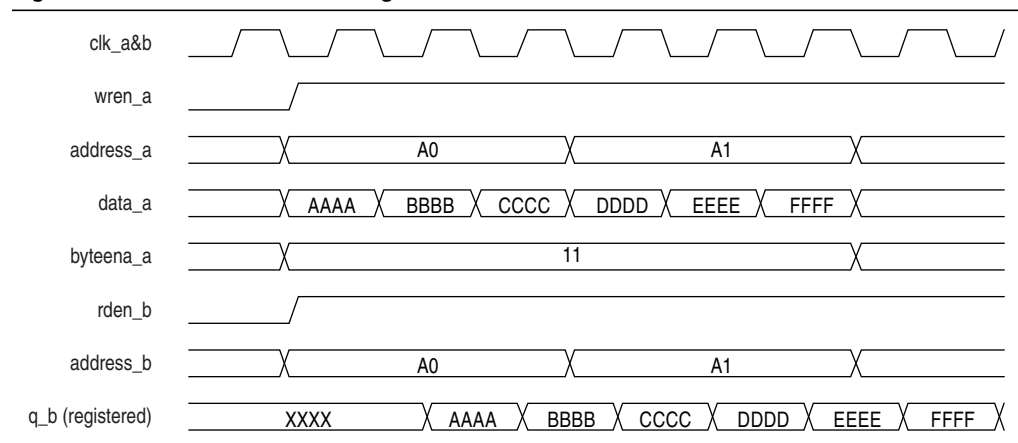 clk_a&b
wren_a
address_a A0 A1
data_a AAAA BBBB CCCC DDDD EEEE FFFF
byteena_a 11
rden_b
address_b A0 A1
q_b (registered) XXXX AAAA BBBB CCCC DDDD EEEE FFFF